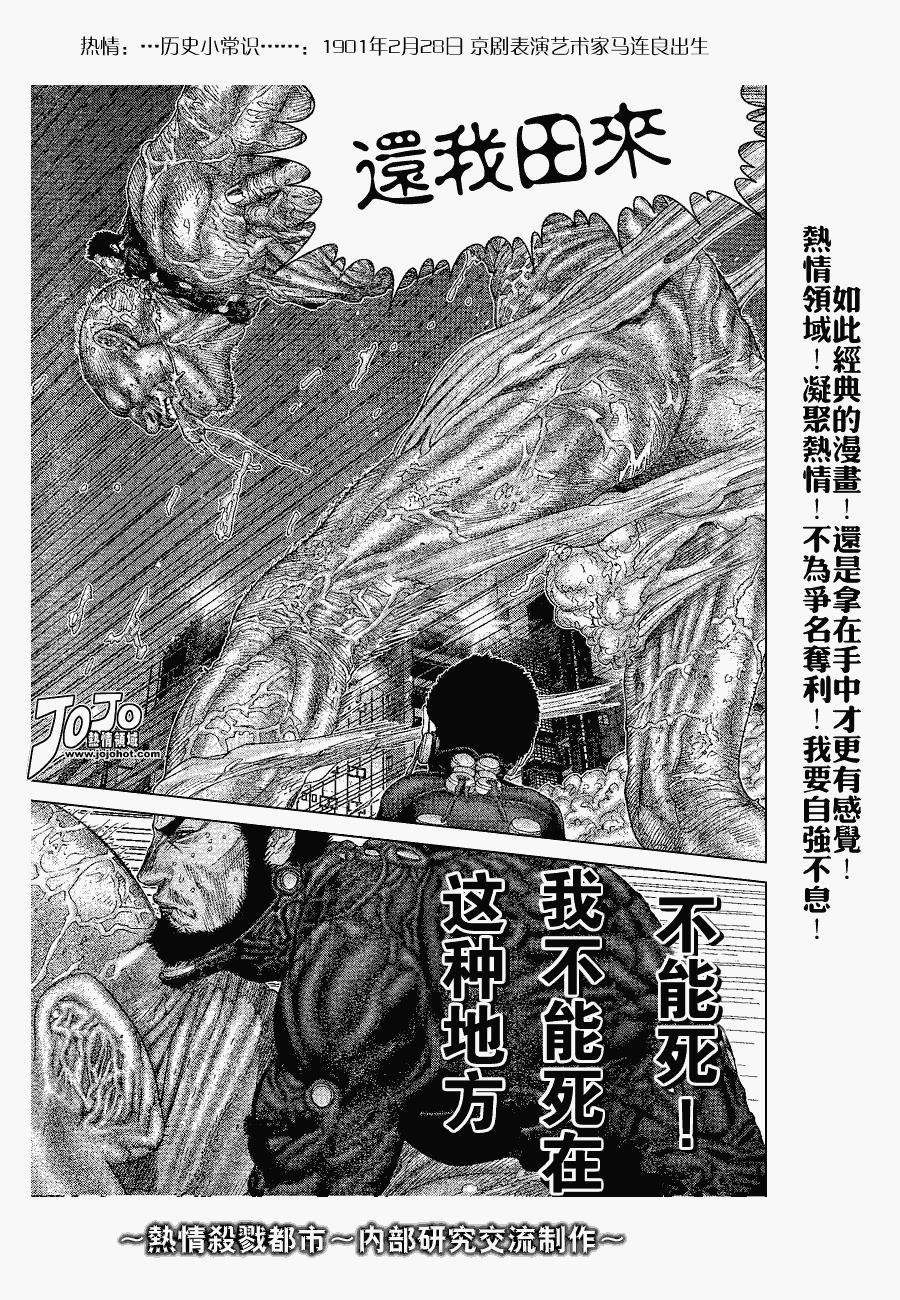 热情：…历史小常识……：1901年2月28日 京剧表演艺术家马连良出生
還我田來
如此經典的漫畫！還是拿在手中才更有感覺！
熱情領域！凝聚熱情！不為爭名奪利！我要自強不息！
JOJO
熱情領域
www.jojohot.com
不能死！
我不能死在
这种地方
～熱情殺戮都市～内部研究交流制作～